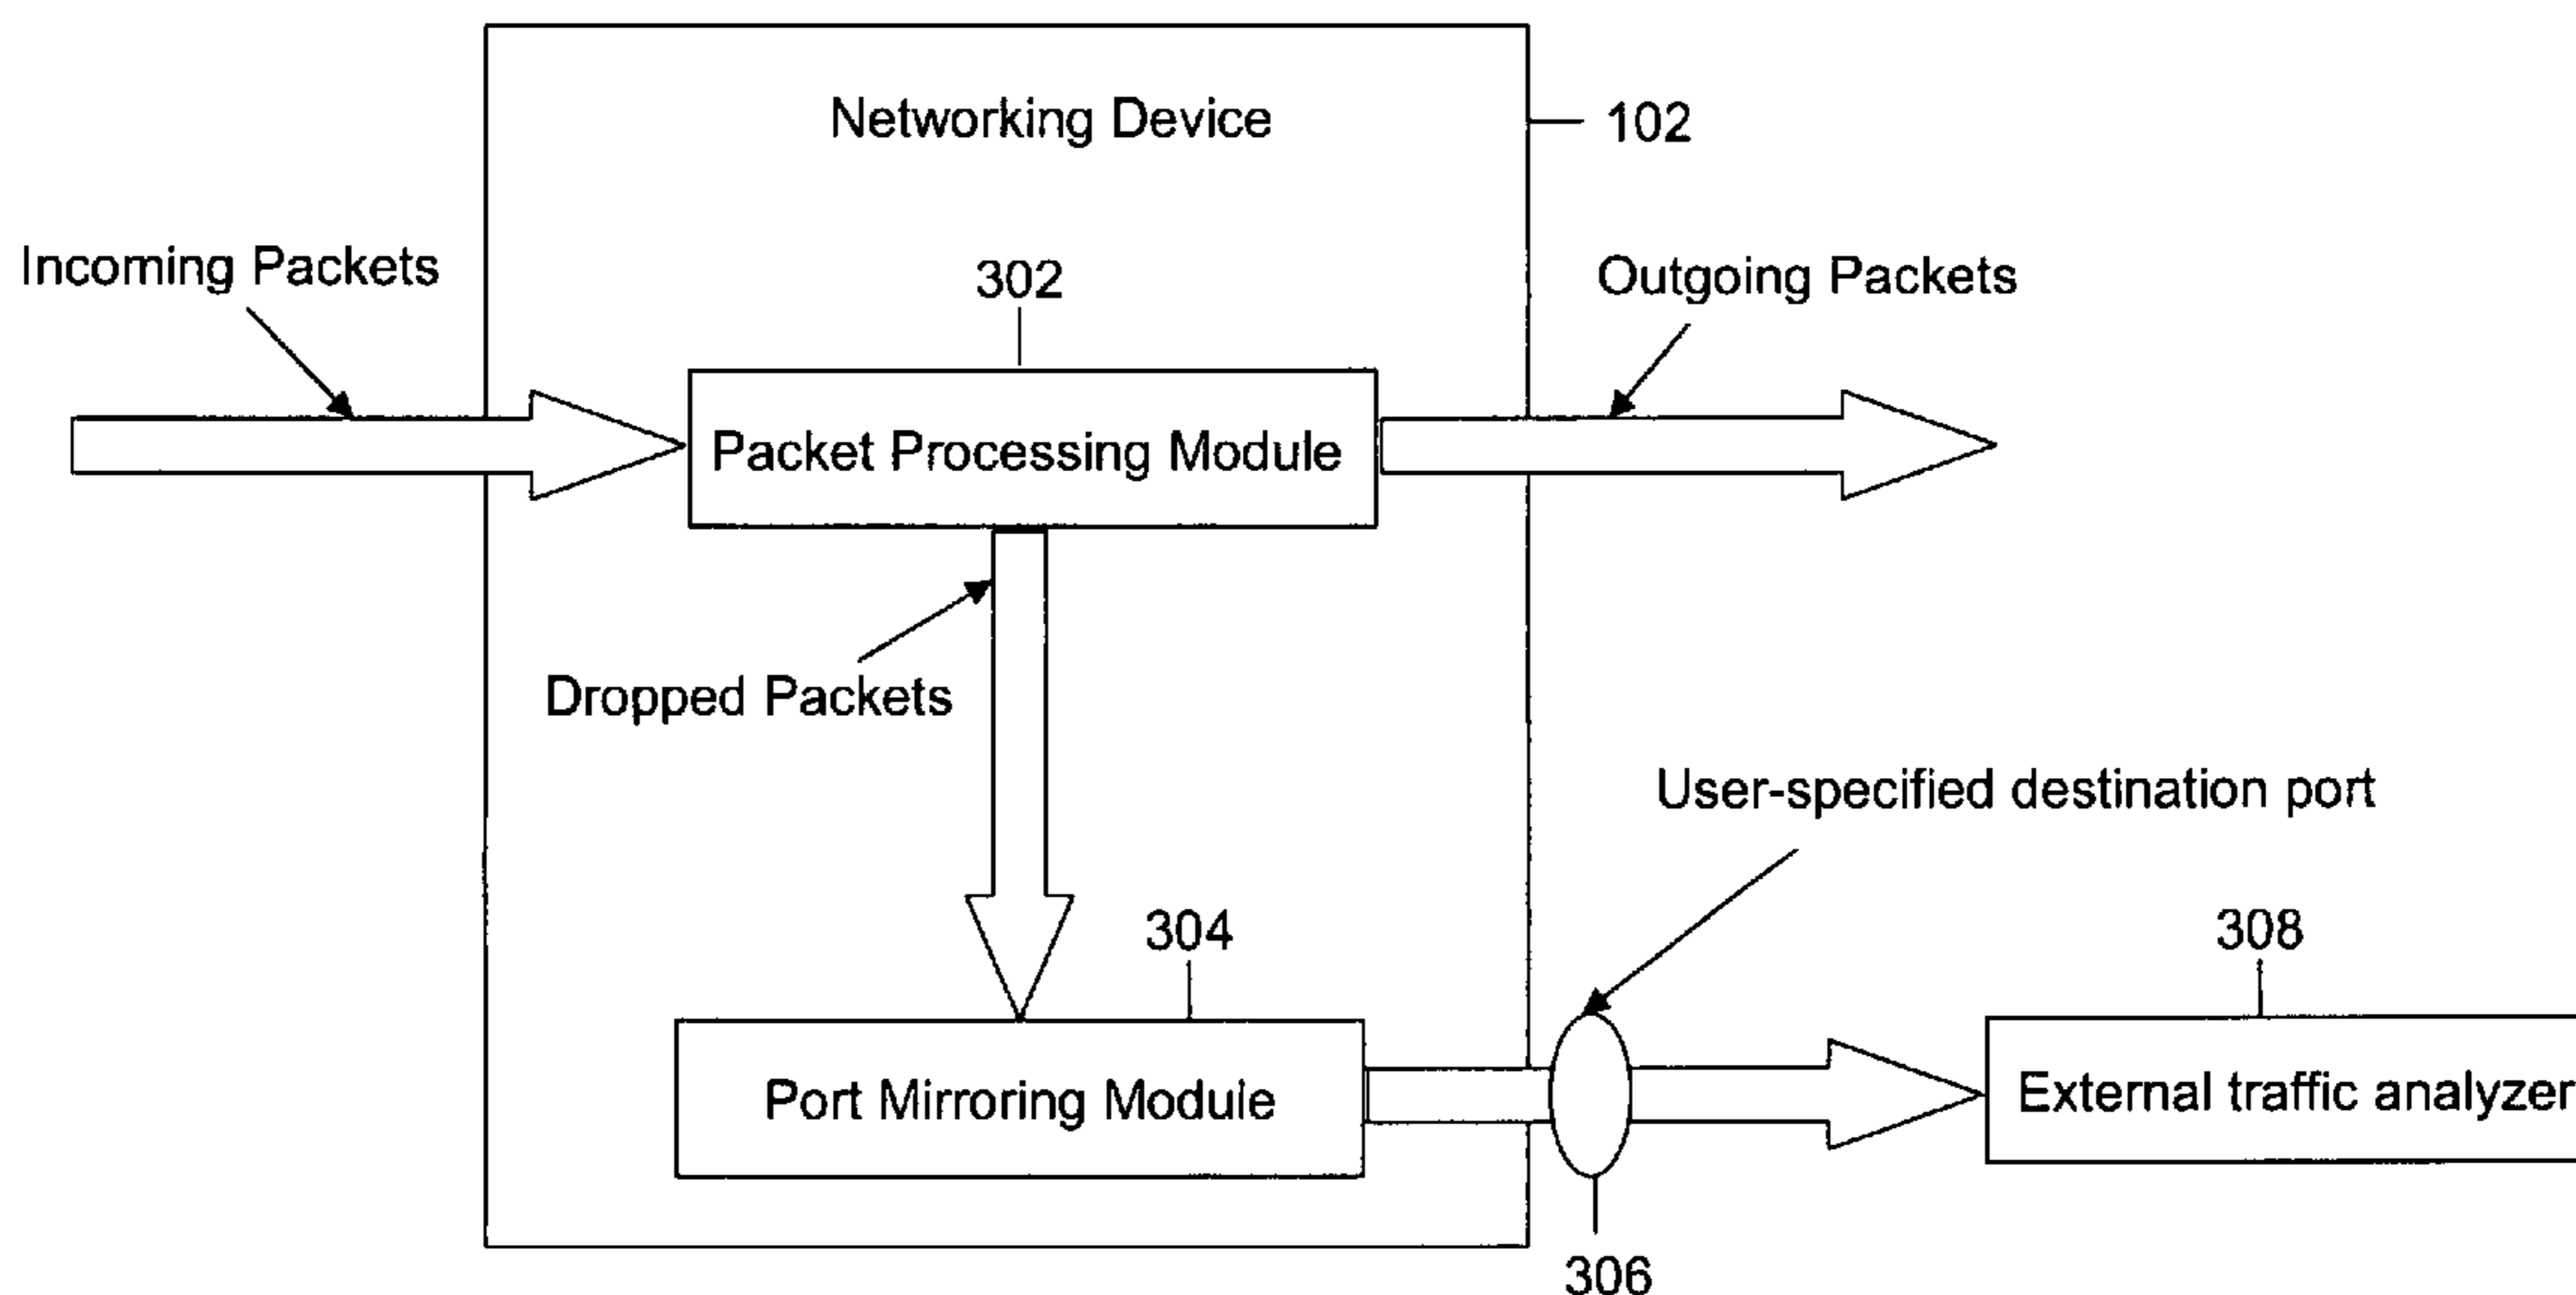 Networking Device
102
Incoming Packets
302
Outgoing Packets
Packet Processing Module
Dropped Packets
User-specified destination port
304
308
Port Mirroring Module
External traffic analyzer
306